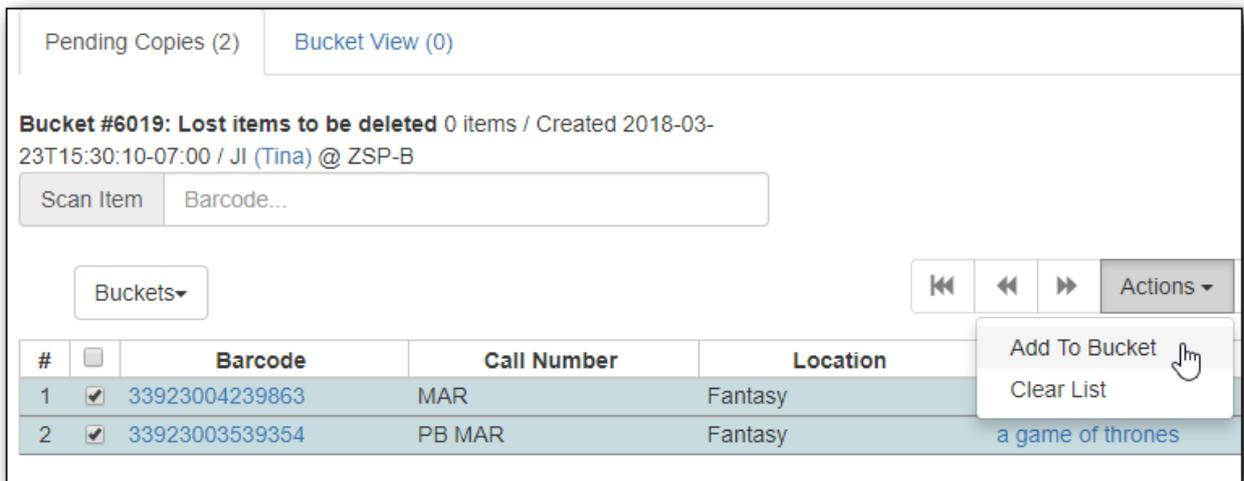 Pending Copies (2) Bucket View (0)
Bucket #6019: Lost items to be deleted 0 items / Created 2018-03-
23T15:30:10-07:00 / JI (Tina) @ ZSP-B
Scan Item Barcode...
Buckets Actions
Add To Bucket
# Barcode Call Number Location
Clear List
1 33923004239863 MAR Fantasy
2 33923003539354 PB MAR Fantasy a game of thrones